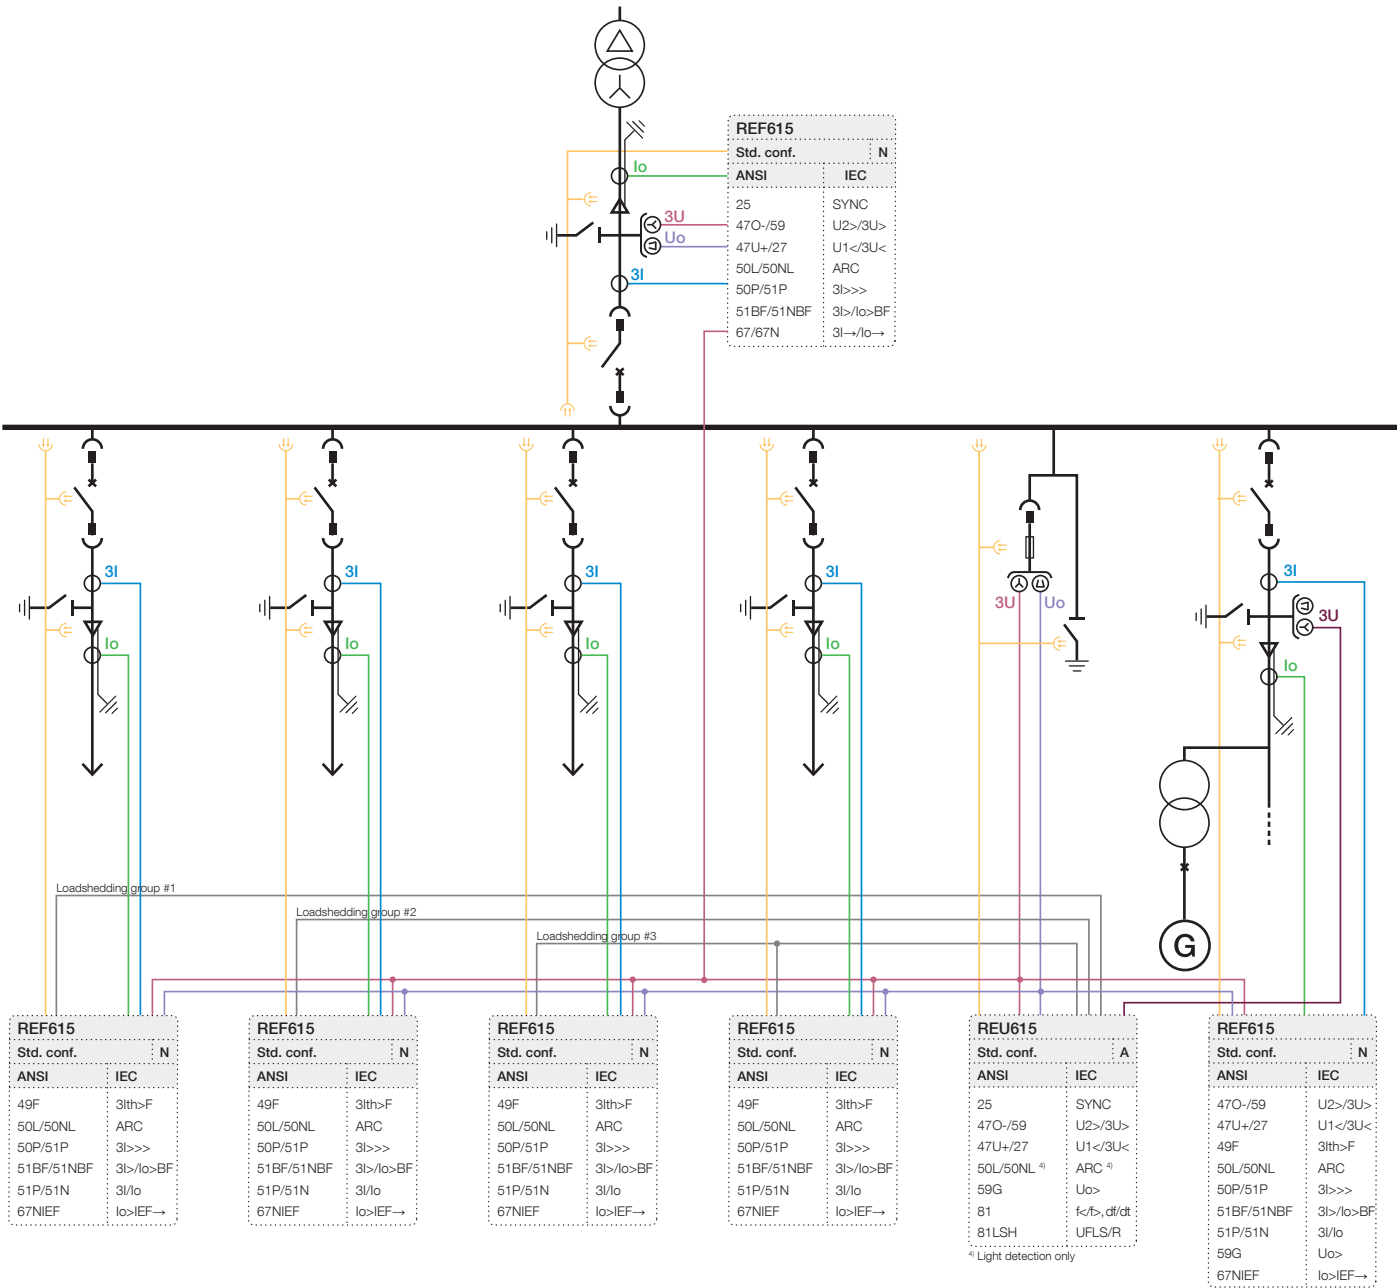 REF615
Std. conf. N
ANSI IEC
25 SYNC
47O-/59 U2>/3U>
47U+/27 U1</3U<
50L/50NL ARC
50P/51P 3I>>>
51BF/51NBF 3I>/Io>BF
67/67N 3I→/Io→
Io
3U
Uo
3I
3I
Io
3I
Io
3I
Io
3I
Io
3U Uo
3I
3U
Io
G
Loadshedding group #1
Loadshedding group #2
Loadshedding group #3
REF615
Std. conf. N
ANSI IEC
49F 3Ith>F
50L/50NL ARC
50P/51P 3I>>>
51BF/51NBF 3I>/Io>BF
51P/51N 3I/Io
67NIEF Io>IEF→
REF615
Std. conf. N
ANSI IEC
49F 3Ith>F
50L/50NL ARC
50P/51P 3I>>>
51BF/51NBF 3I>/Io>BF
51P/51N 3I/Io
67NIEF Io>IEF→
REF615
Std. conf. N
ANSI IEC
49F 3Ith>F
50L/50NL ARC
50P/51P 3I>>>
51BF/51NBF 3I>/Io>BF
51P/51N 3I/Io
67NIEF Io>IEF→
REF615
Std. conf. N
ANSI IEC
49F 3Ith>F
50L/50NL ARC
50P/51P 3I>>>
51BF/51NBF 3I>/Io>BF
51P/51N 3I/Io
67NIEF Io>IEF→
REU615
Std. conf. A
ANSI IEC
25 SYNC
47O-/59 U2>/3U>
47U+/27 U1</3U<
50L/50NL 4) ARC 4)
59G Uo>
81 f</f>, df/dt
81LSH UFLS/R
4) Light detection only
REF615
Std. conf. N
ANSI IEC
47O-/59 U2>/3U>
47U+/27 U1</3U<
49F 3Ith>F
50L/50NL ARC
50P/51P 3I>>>
51BF/51NBF 3I>/Io>BF
51P/51N 3I/Io
59G Uo>
67NIEF Io>IEF→